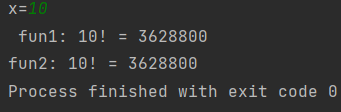 x=10
 fun1: 10! = 3628800
fun2: 10! = 3628800
Process finished with exit code 0